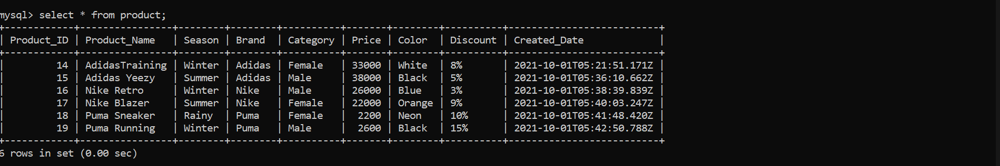 mysql> select * from product;
+------------+----------------+--------+--------+----------+-------+--------+----------+--------------------------+
| Product_ID | Product_Name   | Season | Brand  | Category | Price | Color  | Discount | Created_Date             |
+------------+----------------+--------+--------+----------+-------+--------+----------+--------------------------+
|         14 | AdidasTraining | Winter | Adidas | Female   | 33000 | White  | 8%       | 2021-10-01T05:21:51.171Z |
|         15 | Adidas Yeezy   | Summer | Adidas | Male     | 38000 | Black  | 5%       | 2021-10-01T05:36:10.662Z |
|         16 | Nike Retro     | Winter | Nike   | Male     | 26000 | Blue   | 3%       | 2021-10-01T05:38:39.839Z |
|         17 | Nike Blazer    | Summer | Nike   | Female   | 22000 | Orange | 9%       | 2021-10-01T05:40:03.247Z |
|         18 | Puma Sneaker   | Rainy  | Puma   | Female   |  2200 | Neon   | 10%      | 2021-10-01T05:41:48.420Z |
|         19 | Puma Running   | Winter | Puma   | Male     |  2600 | Black  | 15%      | 2021-10-01T05:42:50.788Z |
+------------+----------------+--------+--------+----------+-------+--------+----------+--------------------------+
6 rows in set (0.00 sec)